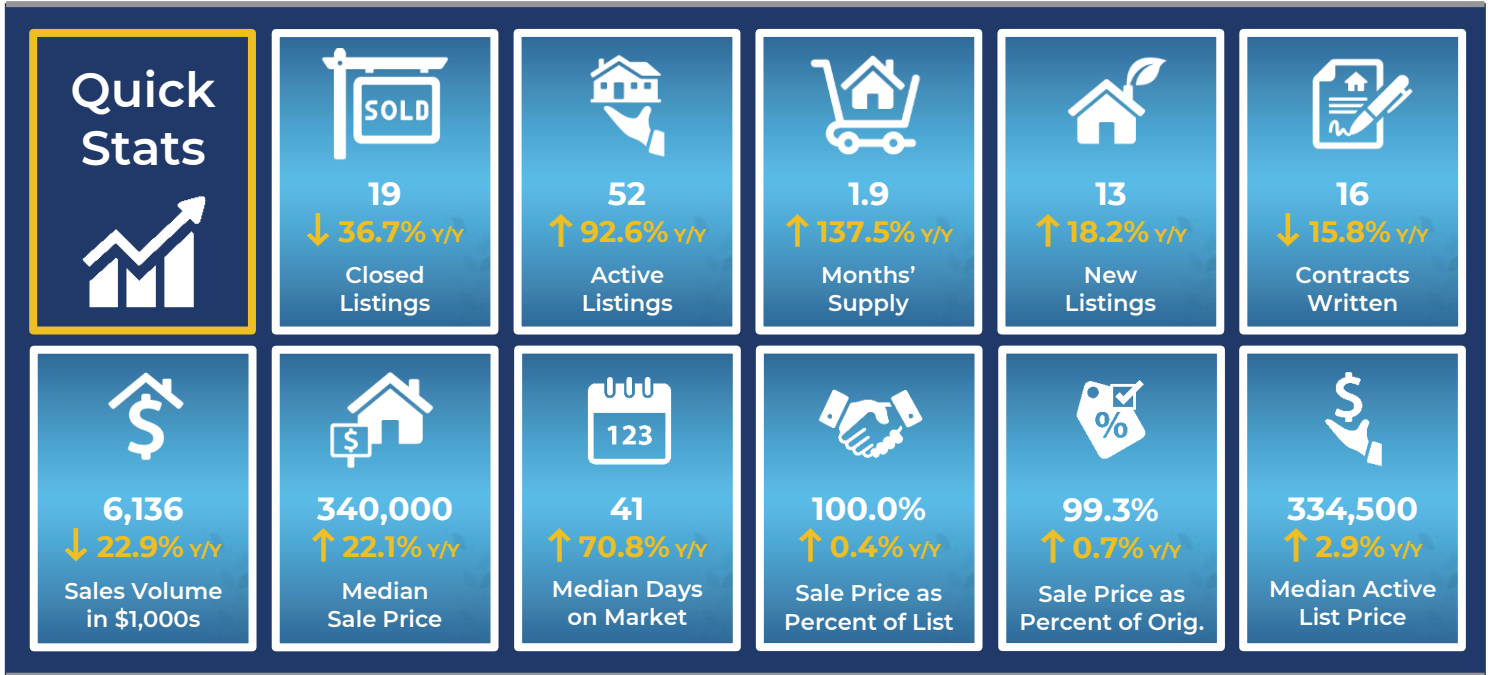 Quick
Stats
SOLD
19
↓ 36.7% Y/Y
Closed
Listings
52
↑ 92.6% Y/Y
Active
Listings
1.9
↑ 137.5% Y/Y
Months’
Supply
13
↑ 18.2% Y/Y
New
Listings
16
↓ 15.8% Y/Y
Contracts
Written
$
6,136
↓ 22.9% Y/Y
Sales Volume
in $1,000s
$
340,000
↑ 22.1% Y/Y
Median
Sale Price
123
41
↑ 70.8% Y/Y
Median Days
on Market
100.0%
↑ 0.4% Y/Y
Sale Price as
Percent of List
%
99.3%
↑ 0.7% Y/Y
Sale Price as
Percent of Orig.
$
334,500
↑ 2.9% Y/Y
Median Active
List Price